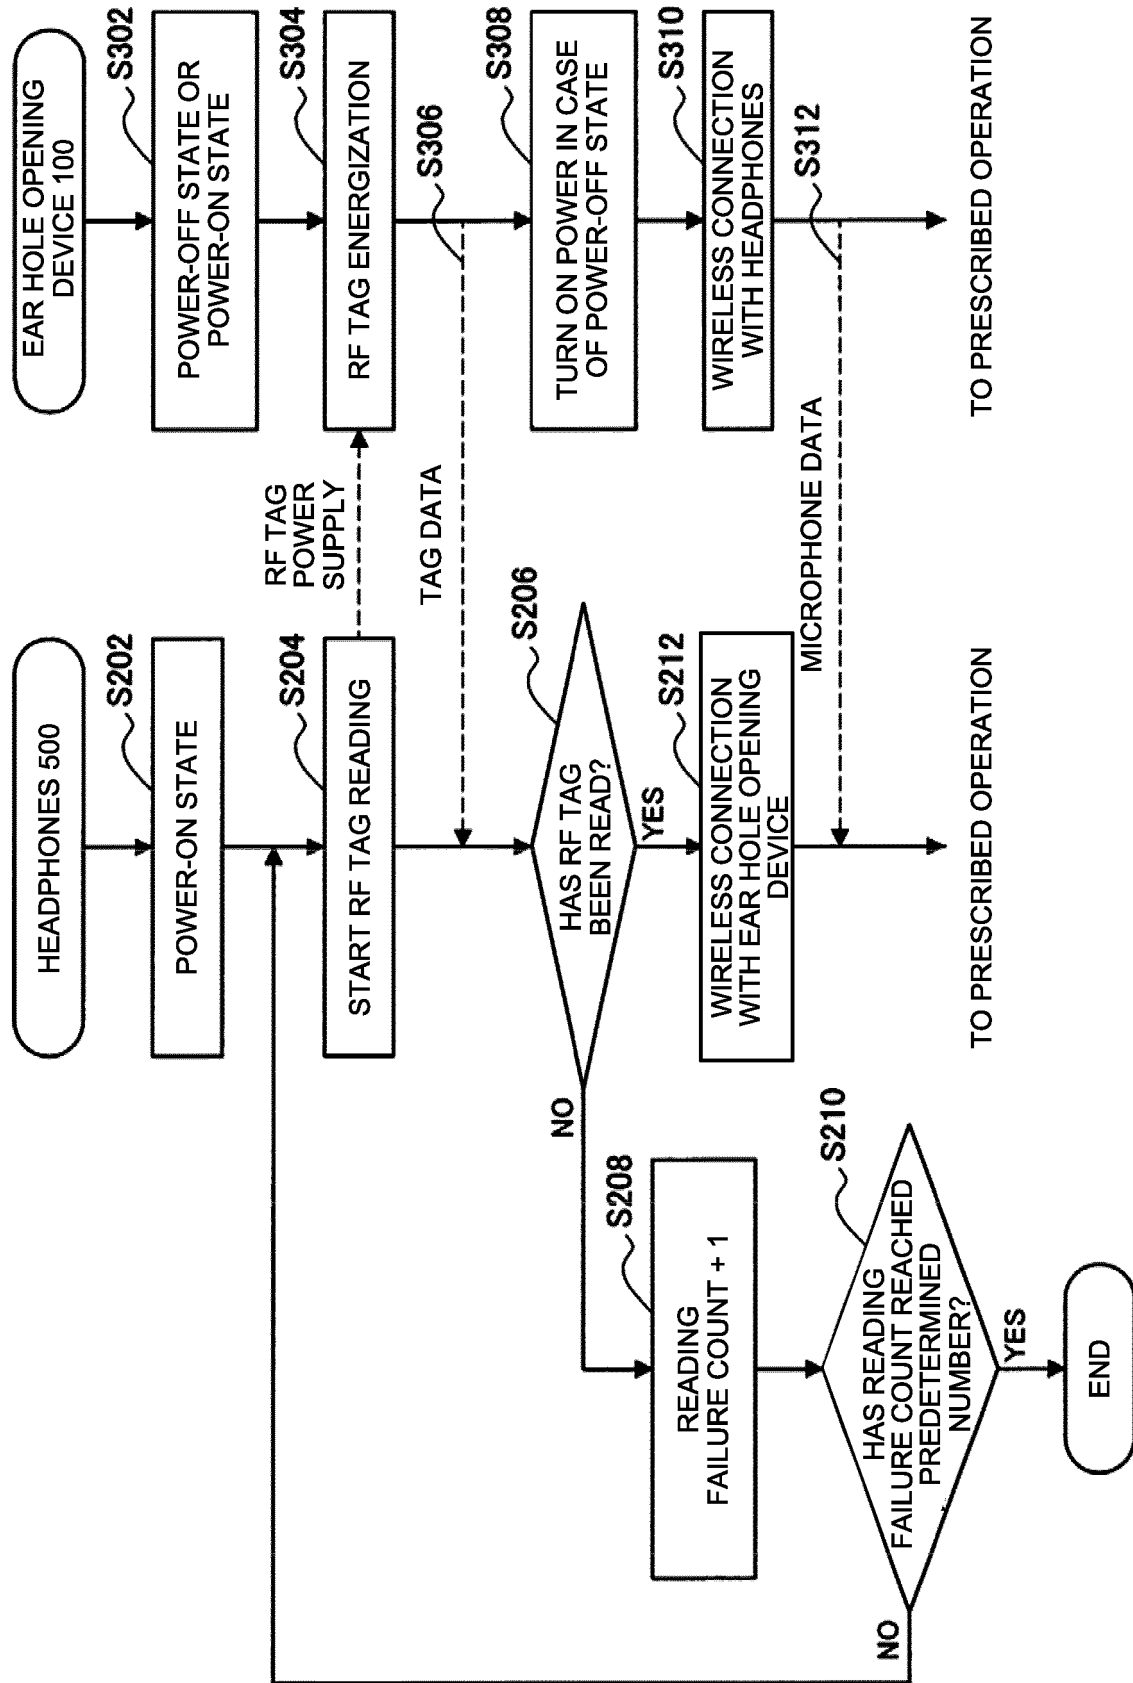 HEADPHONES 500
S202
POWER-ON STATE
S204
START RF TAG READING
RF TAG
POWER
SUPPLY
TAG DATA
S206
HAS RF TAG
BEEN READ?
NO
YES
S208
READING
FAILURE COUNT + 1
S210
HAS READING
FAILURE COUNT REACHED
PREDETERMINED
NUMBER?
NO
YES
END
S212
WIRELESS CONNECTION
WITH EAR HOLE OPENING
DEVICE
MICROPHONE DATA
TO PRESCRIBED OPERATION
EAR HOLE OPENING
DEVICE 100
S302
POWER-OFF STATE OR
POWER-ON STATE
S304
RF TAG ENERGIZATION
S306
S308
TURN ON POWER IN CASE
OF POWER-OFF STATE
S310
WIRELESS CONNECTION
WITH HEADPHONES
S312
TO PRESCRIBED OPERATION